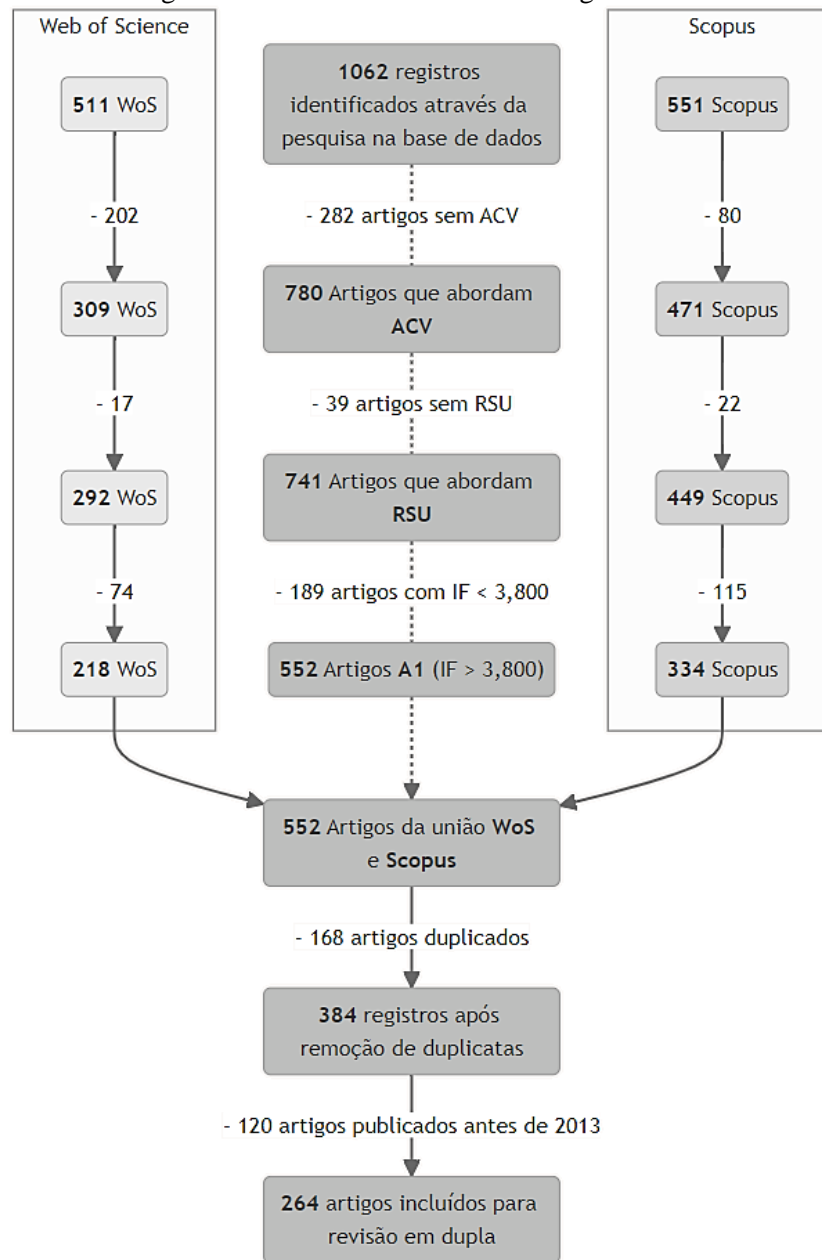 Web of Science
511 WoS
- 202
309 WoS
- 17
292 WoS
- 74
218 WoS
1062 registros
identificados através da
pesquisa na base de dados
- 282 artigos sem ACV
780 Artigos que abordam
ACV
- 39 artigos sem RSU
741 Artigos que abordam
RSU
- 189 artigos com IF < 3,800
552 Artigos A1 (IF > 3,800)
Scopus
551 Scopus
- 80
471 Scopus
- 22
449 Scopus
- 115
334 Scopus
552 Artigos da união WoS
e Scopus
- 168 artigos duplicados
384 registros após
remoção de duplicatas
- 120 artigos publicados antes de 2013
264 artigos incluídos para
revisão em dupla